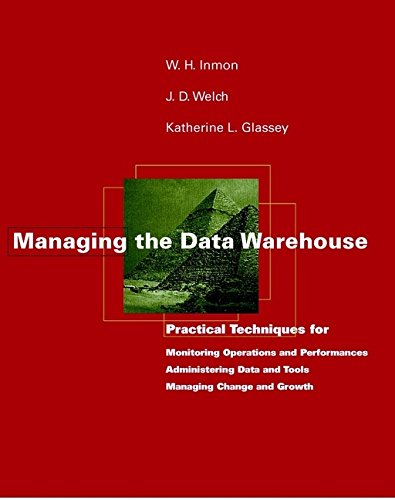 W. H. Inmon
J. D. Welch
Katherine L. Glassey
Managing the Data Warehouse
Practical Techniques for
Monitoring Operations and Performances
Administering Data and Tools
Managing Change and Growth